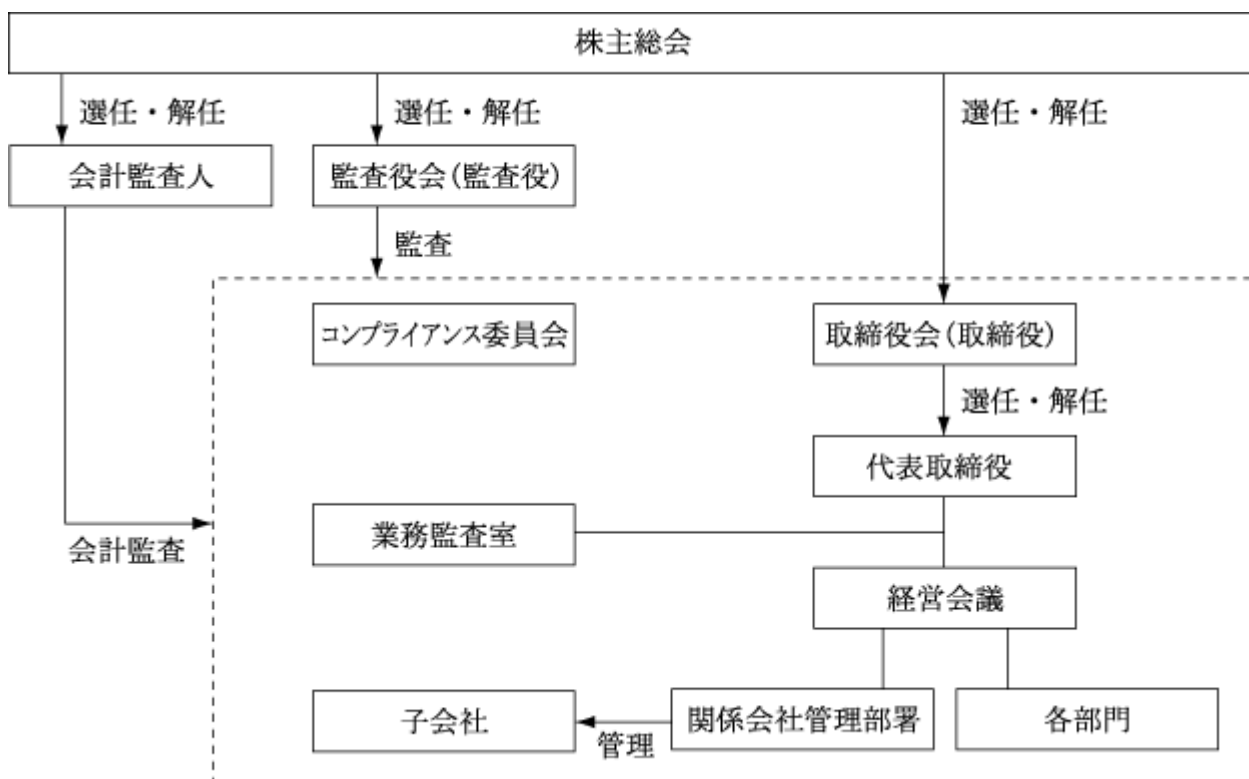 株主総会
選任・解任
選任・解任
選任・解任
会計監査人
監査役会(監査役)
監査
コンプライアンス委員会
取締役会(取締役)
選任・解任
代表取締役
業務監査室
会計監査
経営会議
子会社
管理
関係会社管理部署
各部門